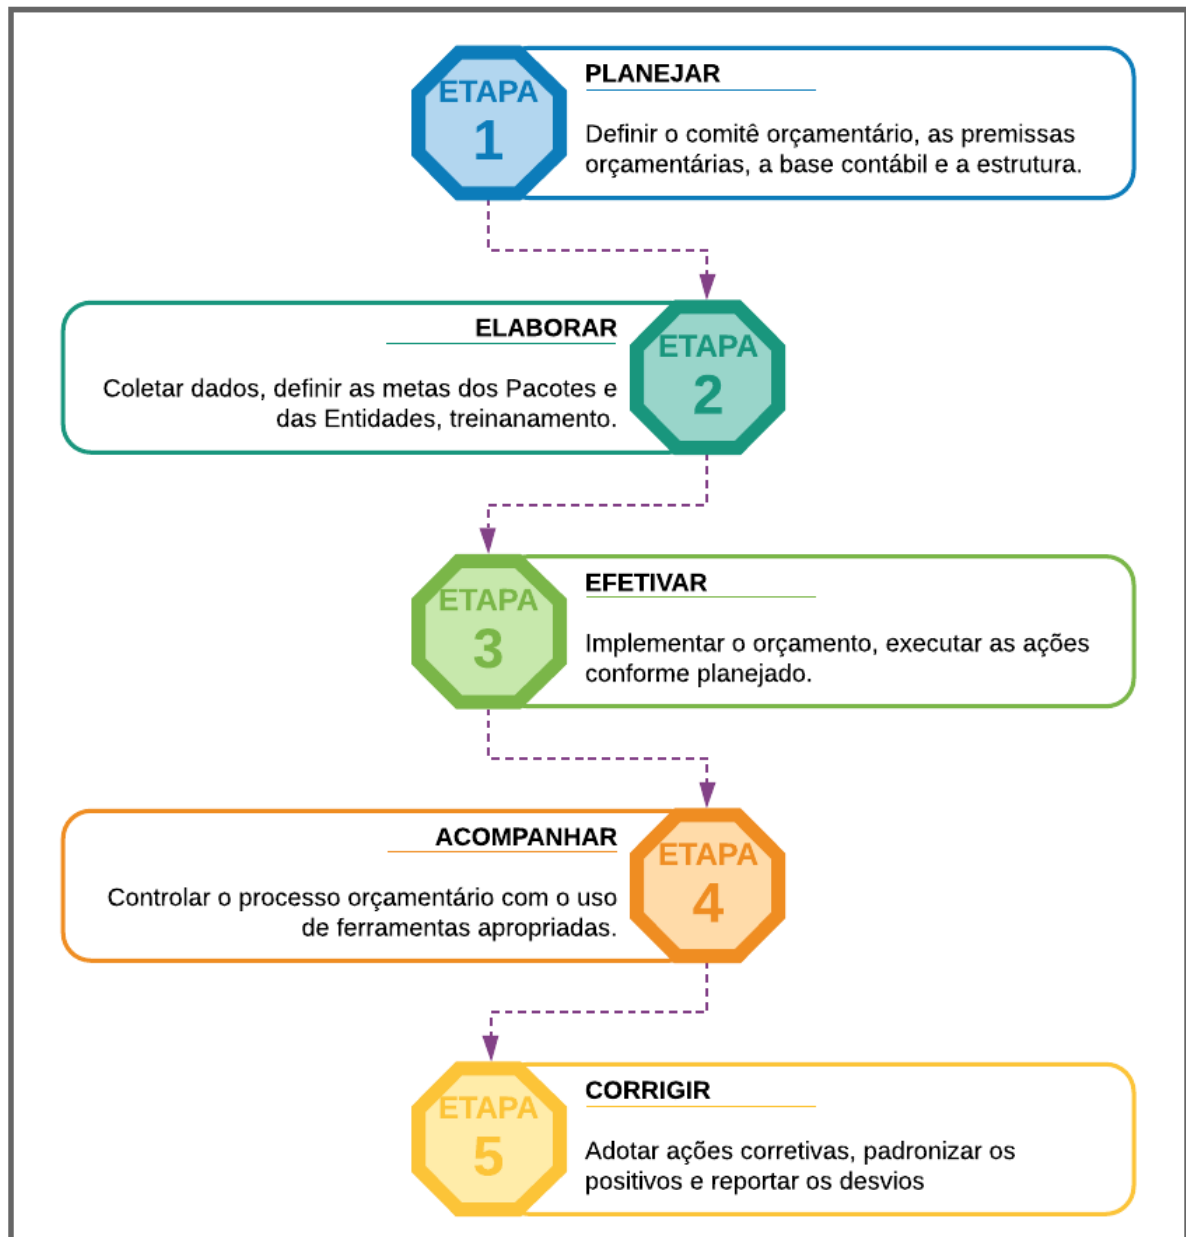 ETAPA
1
PLANEJAR
Definir o comitê orçamentário, as premissas
orçamentárias, a base contábil e a estrutura.
ELABORAR
Coletar dados, definir as metas dos Pacotes e
das Entidades, treinanamento.
ETAPA
2
ETAPA
3
EFETIVAR
Implementar o orçamento, executar as ações
conforme planejado.
ACOMPANHAR
Controlar o processo orçamentário com o uso
de ferramentas apropriadas.
ETAPA
4
ETAPA
5
CORRIGIR
Adotar ações corretivas, padronizar os
positivos e reportar os desvios